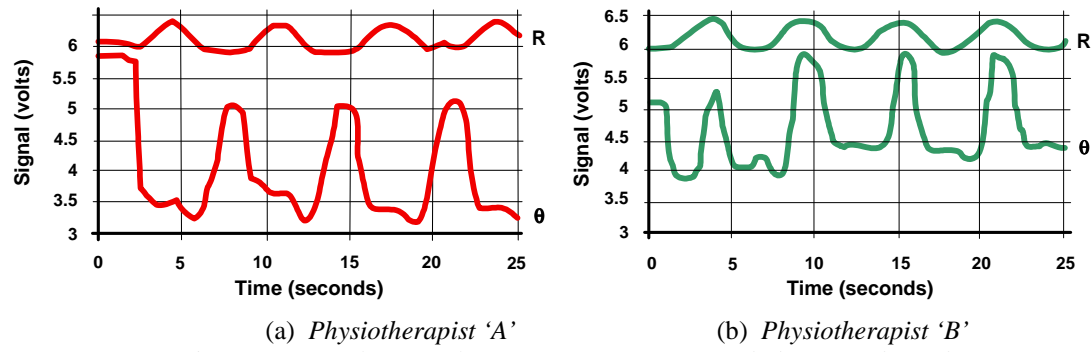 Signal (volts)
6
5.5
5
4.5
4
3.5
3
0 5 10 15 20 25
Time (seconds)
R
θ
(a) Physiotherapist ‘A’
Signal (volts)
6.5
6
5.5
5
4.5
4
3.5
3
0 5 10 15 20 25
Time (seconds)
R
θ
(b) Physiotherapist ‘B’